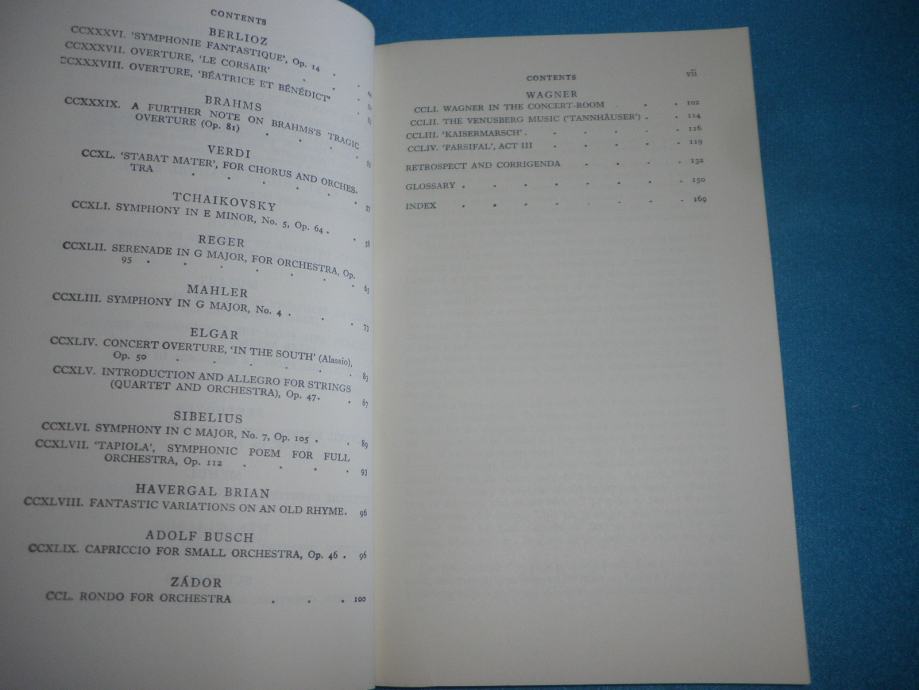 CONTENTS
BERLIOZ
CCXXXVI. 'SYMPHONIE FANTASTIQUE', Op. 14 .
CCXXXVII. OVERTURE, 'LE CORSAIR' . .
CCXXXVIII. OVERTURE, 'BÉATRICE ET BÉNÉDICT' .
BRAHMS
CCXXXIX. A FURTHER NOTE ON BRAHMS'S TRAGIC
OVERTURE (Op. 81) . . .
VERDI
CCXL. 'STABAT MATER', FOR CHORUS AND ORCHES-
TRA . . . . .
TCHAIKOVSKY
CCXLI. SYMPHONY IN E MINOR, No. 5, Op. 64 . .
REGER
CCXLII. SERENADE IN G MAJOR, FOR ORCHESTRA, Op.
95 . . . . . .
MAHLER
CCXLIII. SYMPHONY IN G MAJOR, No. 4 . . . 73
ELGAR
CCXLIV. CONCERT OVERTURE, 'IN THE SOUTH' (Alassio),
Op. 50 . . . . . 83
CCXLV. INTRODUCTION AND ALLEGRO FOR STRINGS
(QUARTET AND ORCHESTRA), Op. 47 . . 87
SIBELIUS
CCXLVI. SYMPHONY IN C MAJOR, No. 7, Op. 105 . . 89
CCXLVII. 'TAPIOLA', SYMPHONIC POEM FOR FULL
ORCHESTRA, Op. 112 . . . . 93
HAVERGAL BRIAN
CCXLVIII. FANTASTIC VARIATIONS ON AN OLD RHYME. 96
ADOLF BUSCH
CCXLIX. CAPRICCIO FOR SMALL ORCHESTRA, Op. 46 . 96
ZÁDOR
CCL. RONDO FOR ORCHESTRA . . . 100
CONTENTS vii
WAGNER
CCLI. WAGNER IN THE CONCERT-ROOM . . . 102
CCLII. THE VENUSBERG MUSIC ('TANNHÄUSER') . . 114
CCLIII. 'KAISERMARSCH' . . . . . . 116
CCLIV. 'PARSIFAL', ACT III . . . . . 119
RETROSPECT AND CORRIGENDA . . . . 132
GLOSSARY . . . . . . . . 150
INDEX . . . . . . . . 169